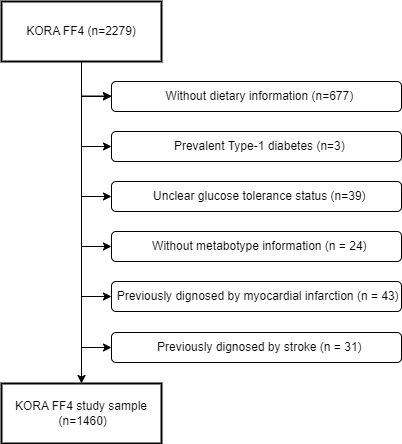 KORA FF4 (n=2279)
Without dietary information (n=677)
Prevalent Type-1 diabetes (n=3)
Unclear glucose tolerance status (n=39)
Without metabotype information (n = 24)
Previously dignosed by myocardial infarction (n = 43)
Previously dignosed by stroke (n = 31)
KORA FF4 study sample
(n=1460)